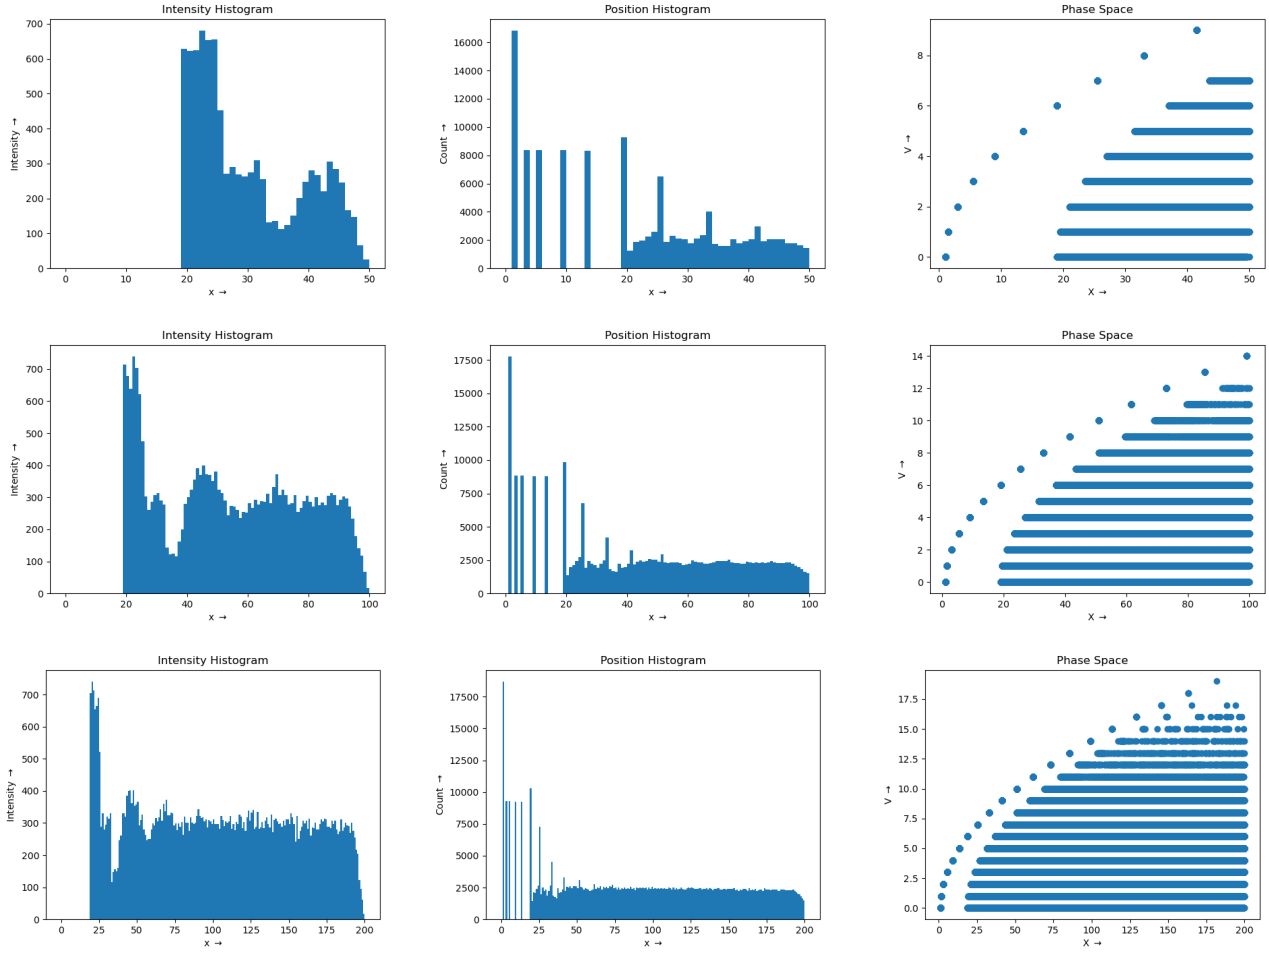 Intensity Histogram
Position Histogram
Phase Space
700
600
500
400
300
200
100
0
Intensity →
0 10 20 30 40 50
x →
16000
14000
12000
10000
8000
6000
4000
2000
0
Count →
0 10 20 30 40 50
x →
8
6
4
2
0
V →
0 10 20 30 40 50
X →
Intensity Histogram
Position Histogram
Phase Space
700
600
500
400
300
200
100
0
Intensity →
0 20 40 60 80 100
x →
17500
15000
12500
10000
7500
5000
2500
0
Count →
0 20 40 60 80 100
x →
14
12
10
8
6
4
2
0
V →
0 20 40 60 80 100
X →
Intensity Histogram
Position Histogram
Phase Space
700
600
500
400
300
200
100
0
Intensity →
0 25 50 75 100 125 150 175 200
x →
17500
15000
12500
10000
7500
5000
2500
0
Count →
0 25 50 75 100 125 150 175 200
x →
17.5
15.0
12.5
10.0
7.5
5.0
2.5
0.0
V →
0 25 50 75 100 125 150 175 200
X →